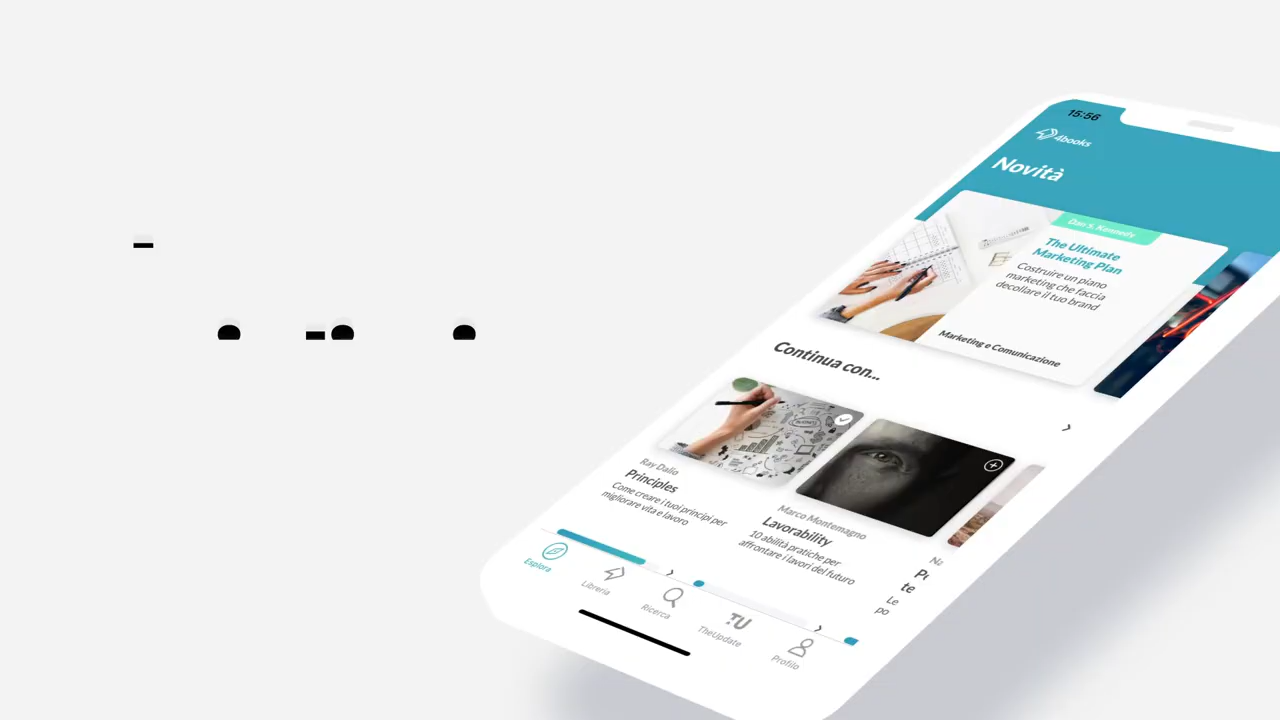 15:56
4books
Novità
Dan S. Kennedy
The Ultimate
Marketing Plan
Costruire un piano
marketing che faccia
decollare il tuo brand
Marketing e Comunicazione
Continua con...
Ray Dalio
Principles
Come creare i tuoi principi per
migliorare vita e lavoro
Marco Montemagno
Lavorability
10 abilità pratiche per
affrontare i lavori del futuro
Le
po
Esplora
Libreria
Ricerca
TheUpdate
Profilo